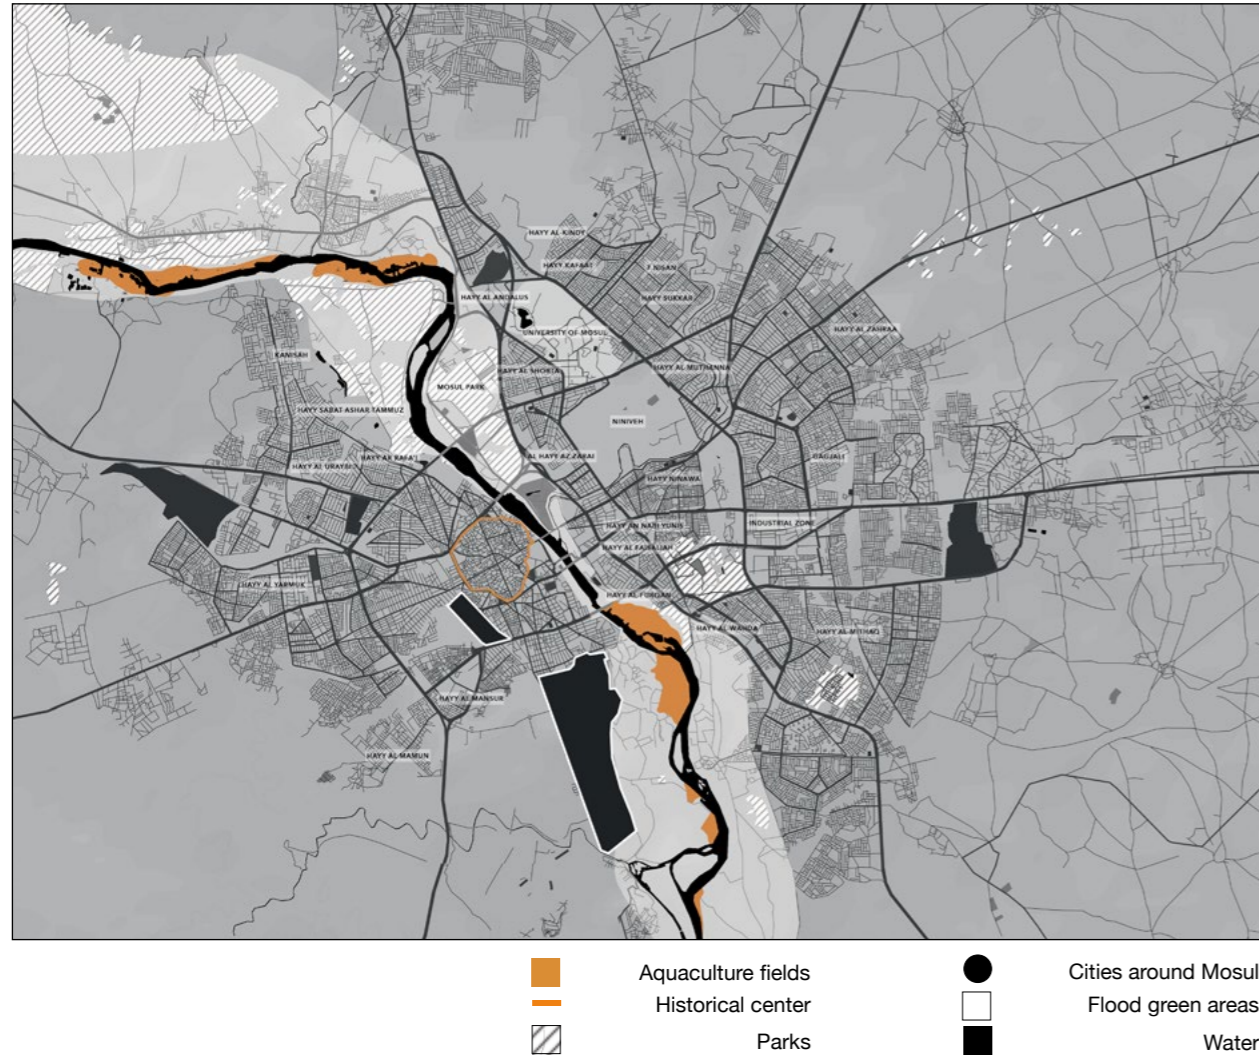 HAYY AL-KINDY
HAYY KAFAAT
7 NISAN
HAYY AL ANDALUS
HAYY SUKKAR
UNIVERSITY OF MOSUL
HAYY AL ZAHRAA
KANISAH
HAYY AL SHORTA
HAYY AL MUTHANNA
MOSUL PARK
HAYY SABAT ASHAR TAMMUZ
NINIVEH
HAYY AR RAFA'I
AL HAYY AZ ZARAI
GAGJALI
HAYY AL URAYBI
HAYY NINAWA
HAYY AN NABI YUNIS
INDUSTRIAL ZONE
HAYY AL FAISALIAH
HAYY AL YARMUK
HAYY AL-FURQAN
HAYY AL-WAHDA
HAYY AL-MITHAQ
HAYY AL MANSUR
HAYY AL-MAMUN
Aquaculture fields
Historical center
Parks
Cities around Mosul
Flood green areas
Water